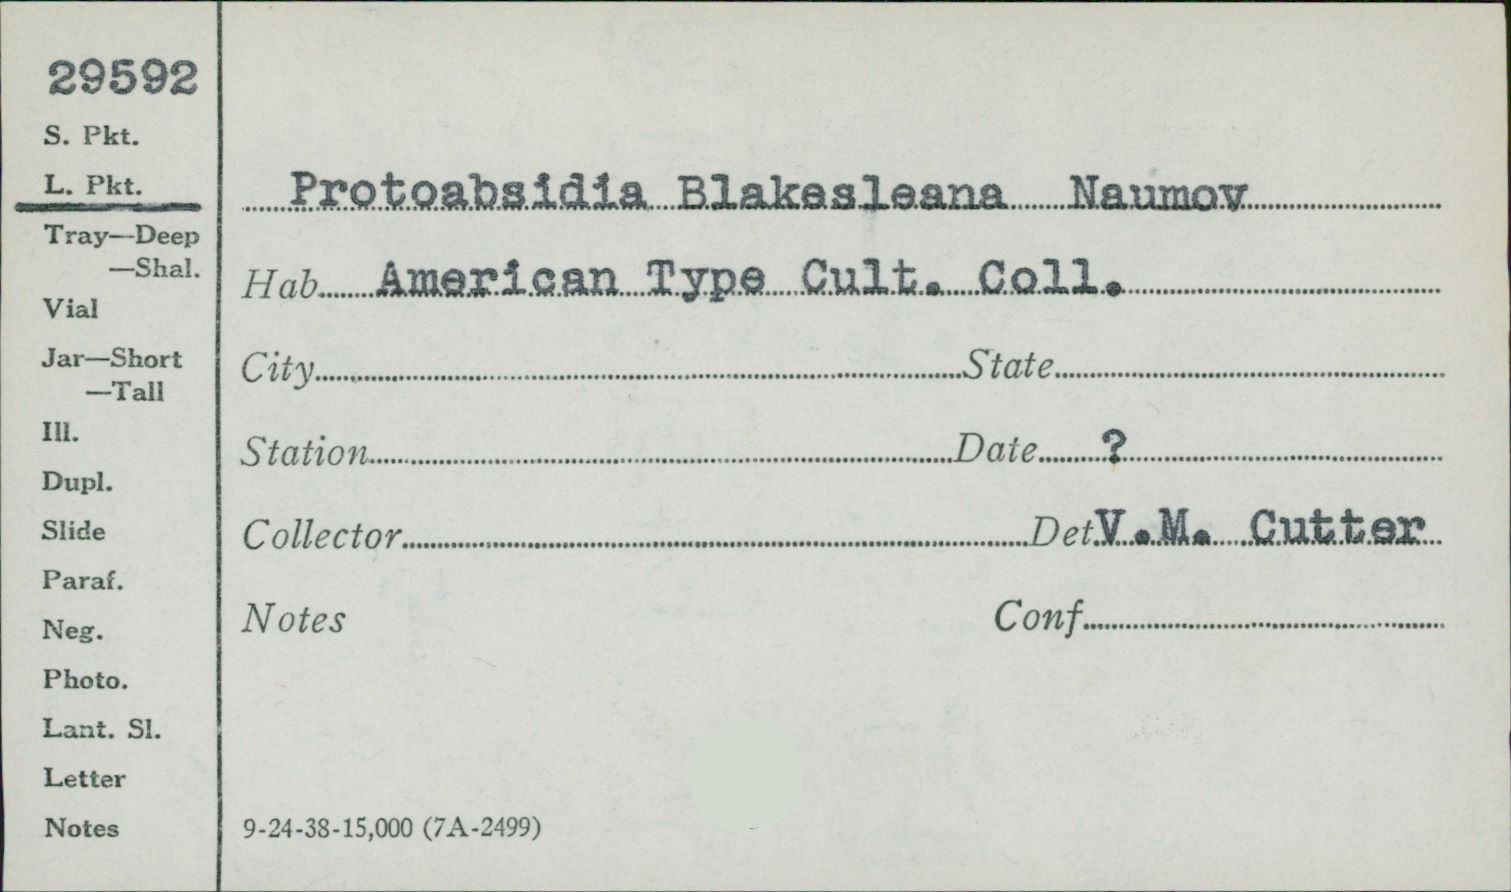 29592
S. Pkt.
L. Pkt.
Tray—Deep
—Shal.
Vial
Jar—Short
—Tall
Ill.
Dupl.
Slide
Paraf.
Neg.
Photo.
Lant. Sl.
Letter
Notes
Protoabsidia Blakesleana Naumov
Hab. American Type Cult. Coll.
City State
Station Date ?
Collector Det V.M. Cutter
Notes Conf
9-24-38-15,000 (7A-2499)